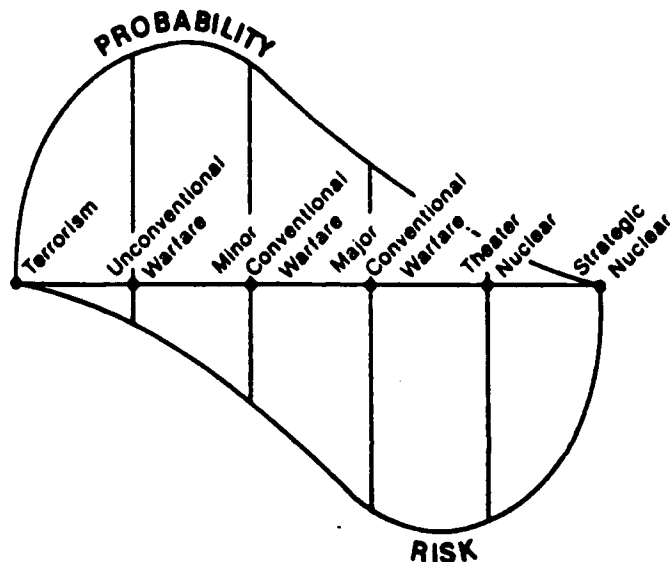 PROBABILITY
Terrorism
Unconventional
Warfare
Minor
Conventional
Warfare
Major
Conventional
Warfare
Theater
Nuclear
Strategic
Nuclear
RISK